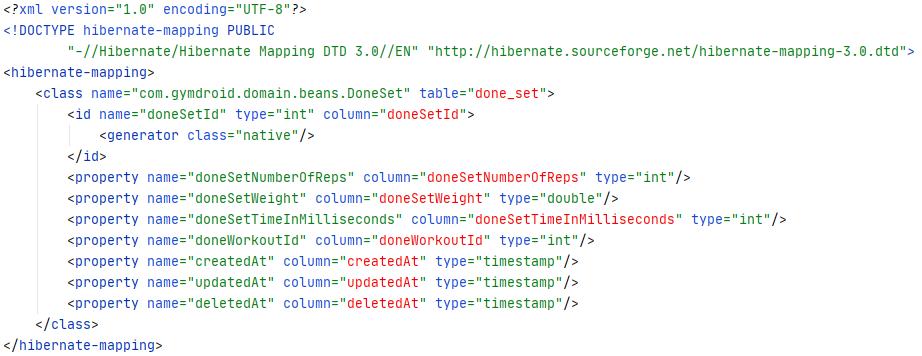 <?xml version="1.0" encoding="UTF-8"?>
<!DOCTYPE hibernate-mapping PUBLIC
        "-//Hibernate/Hibernate Mapping DTD 3.0//EN" "http://hibernate.sourceforge.net/hibernate-mapping-3.0.dtd">
<hibernate-mapping>
    <class name="com.gymdroid.domain.beans.DoneSet" table="done_set">
        <id name="doneSetId" type="int" column="doneSetId">
            <generator class="native"/>
        </id>
        <property name="doneSetNumberOfReps" column="doneSetNumberOfReps" type="int"/>
        <property name="doneSetWeight" column="doneSetWeight" type="double"/>
        <property name="doneSetTimeInMilliseconds" column="doneSetTimeInMilliseconds" type="int"/>
        <property name="doneWorkoutId" column="doneWorkoutId" type="int"/>
        <property name="createdAt" column="createdAt" type="timestamp"/>
        <property name="updatedAt" column="updatedAt" type="timestamp"/>
        <property name="deletedAt" column="deletedAt" type="timestamp"/>
    </class>
</hibernate-mapping>